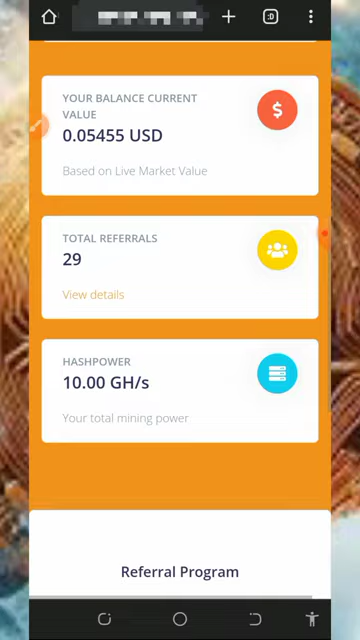 :D
YOUR BALANCE CURRENT
VALUE
0.05455 USD
$
Based on Live Market Value
TOTAL REFERRALS
29
View details
HASHPOWER
10.00 GH/s
Your total mining power
Referral Program